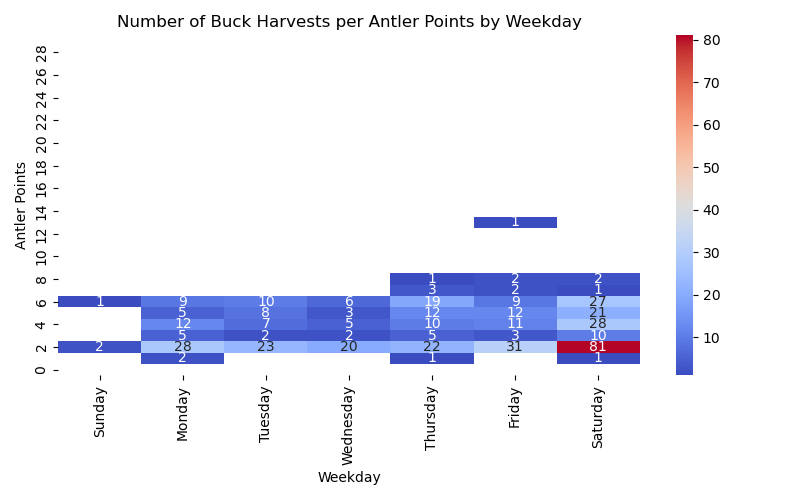 Number of Buck Harvests per Antler Points by Weekday
Antler Points
28
26
24
22
20
18
16
14
12
10
8
6
4
2
0
1
1 2 2
3 2 1
1 9 10 6 19 9 27
5 8 3 12 12 21
12 7 5 10 11 28
5 2 2 5 3 10
2 28 23 20 22 31 81
2 1 1
Sunday
Monday
Tuesday
Wednesday
Thursday
Friday
Saturday
Weekday
80
70
60
50
40
30
20
10